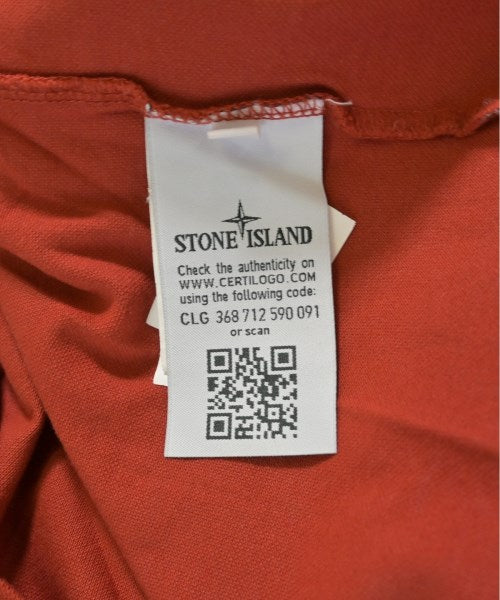 STONE ISLAND
Check the authenticity on
WWW.CERTILOGO.COM
using the following code:
CLG 368 712 590 091
or scan